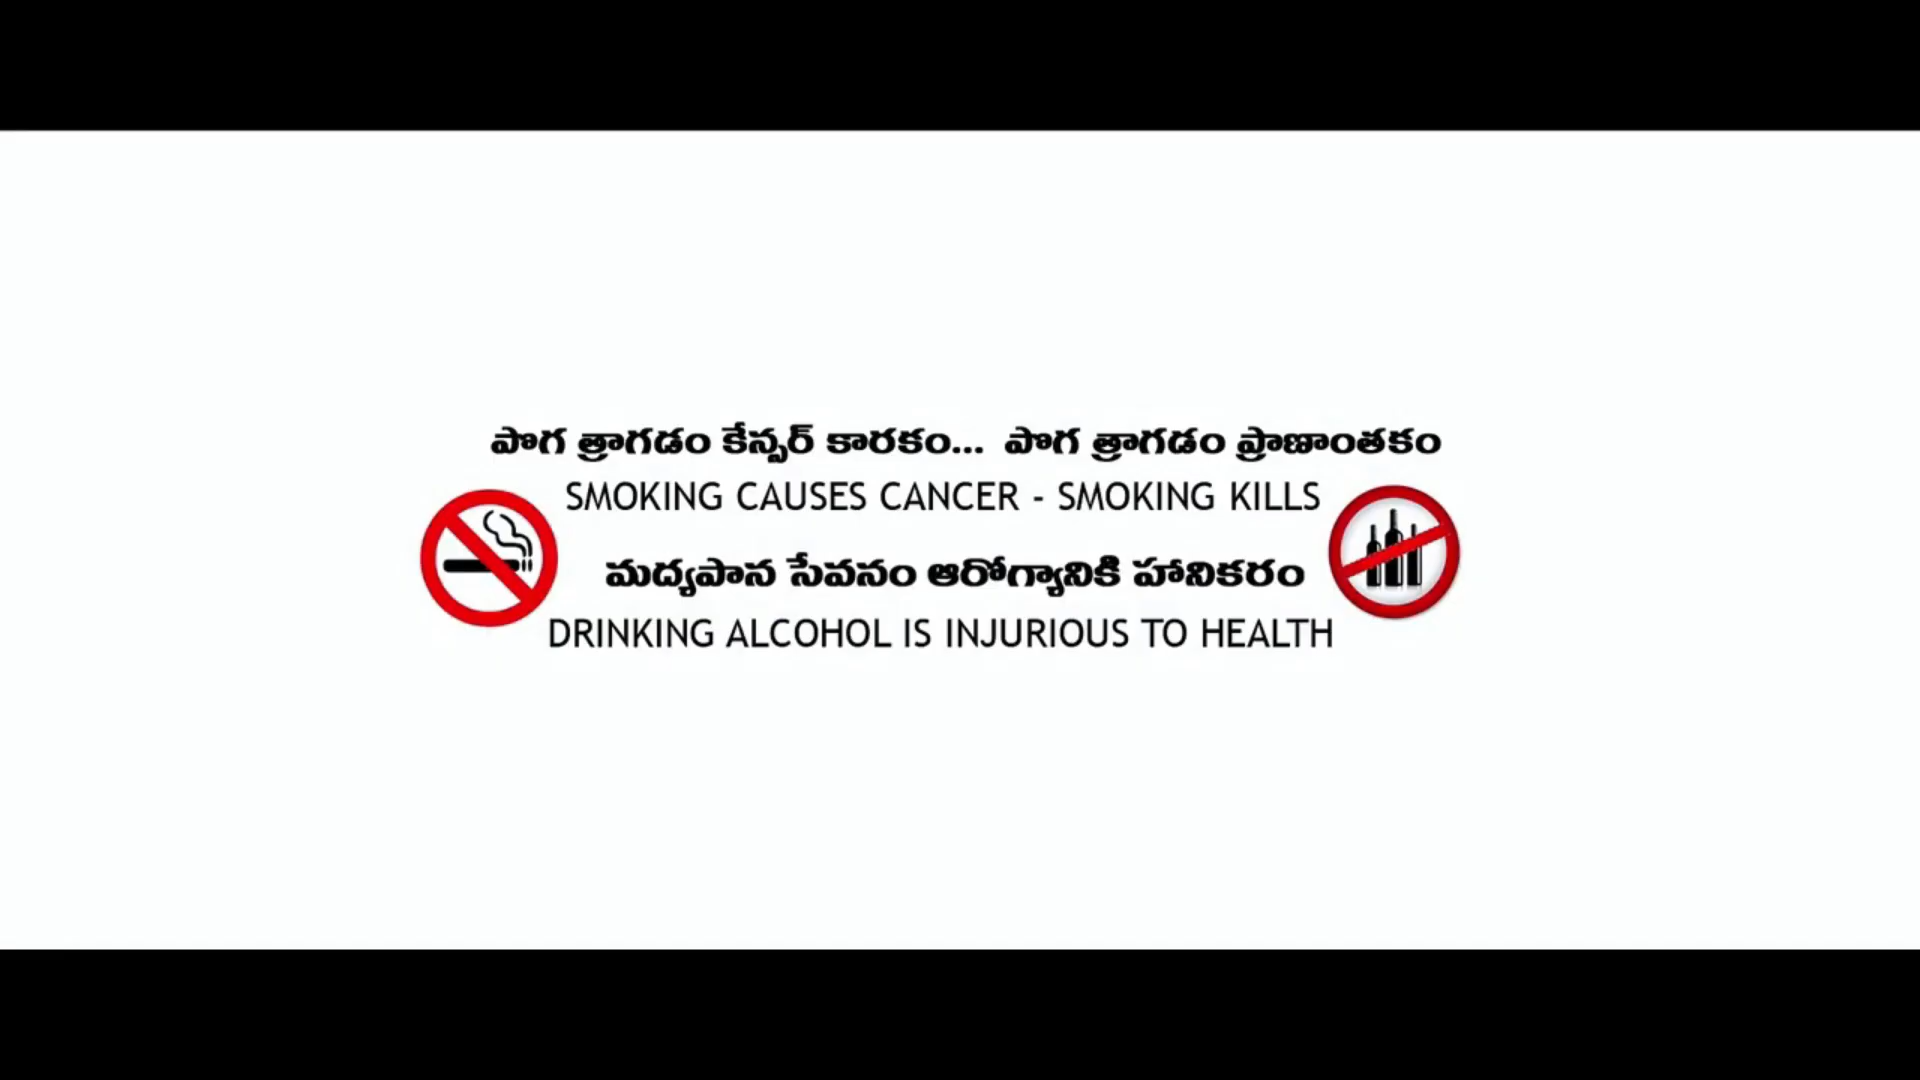 పొగ త్రాగడం కేన్సర్ కారకం... పొగ త్రాగడం ప్రాణాంతకం
SMOKING CAUSES CANCER - SMOKING KILLS
మద్యపాన సేవనం ఆరోగ్యానికి హానికరం
DRINKING ALCOHOL IS INJURIOUS TO HEALTH